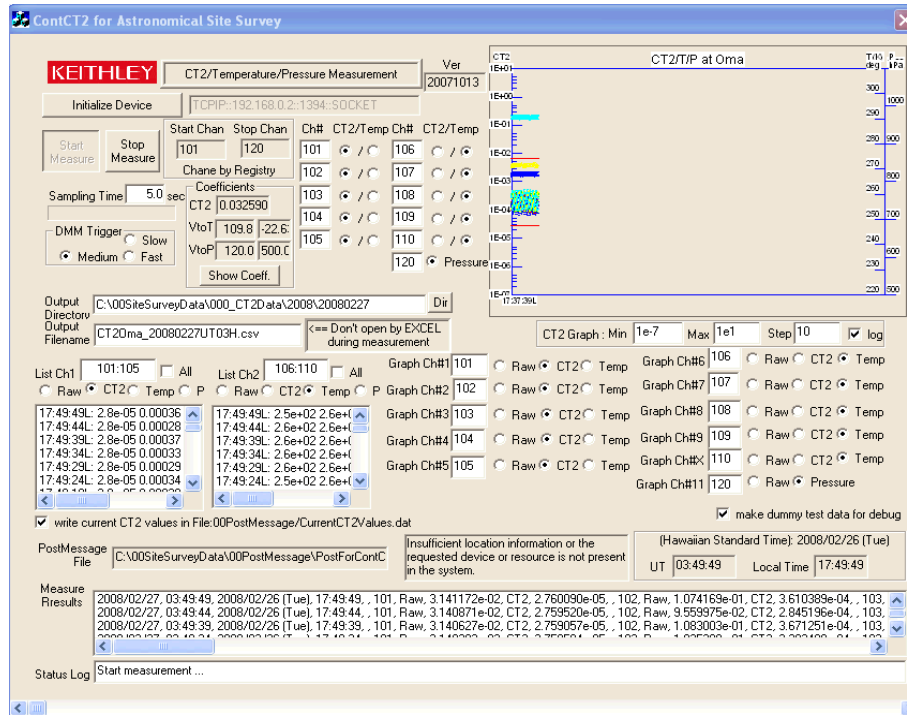 ContCT2 for Astronomical Site Survey
KEITHLEY
CT2/Temperature/Pressure Measurement
Ver
20071013
Initialize Device
TCPIP::192.168.0.2::1394::SOCKET
Start Measure
Stop Measure
Start Chan Stop Chan
101 120
Chane by Registry
Ch# CT2/Temp Ch# CT2/Temp
101 / 106 /
102 / 107 /
103 / 108 /
104 / 109 /
105 / 110 /
120 Pressure
Sampling Time 5.0 sec
Coefficients
CT2 0.032590
VtoT 109.8 -22.6
VtoP 120.0 500.0
Show Coeff.
DMM Trigger
Slow
Medium Fast
CT2
CT2/T/P at Oma
deg kPa
1E+01
1E+00
1E-01
1E-02
1E-03
1E-04
1E-05
1E-06
1E-07
17:37:39L
300
290
280
270
260
250
240
230
220
1000
900
800
700
600
500
Output Directory C:\00SiteSurveyData\000_CT2Data\2008\20080227 Dir
Output Filename CT2Oma_20080227UT03H.csv
<== Don't open by EXCEL during measurement
CT2 Graph : Min 1e-7 Max 1e1 Step 10 log
List Ch1 101:105 All
Raw CT2 Temp P
List Ch2 106:110 All
Raw CT2 Temp P
17:49:49L: 2.8e-05 0.00036
17:49:44L: 2.8e-05 0.00028
17:49:39L: 2.8e-05 0.00037
17:49:34L: 2.8e-05 0.00033
17:49:29L: 2.8e-05 0.00029
17:49:24L: 2.8e-05 0.00034
17:49:49L: 2.5e+02 2.6e+(
17:49:44L: 2.6e+02 2.6e+(
17:49:39L: 2.6e+02 2.6e+(
17:49:34L: 2.6e+02 2.6e+(
17:49:29L: 2.6e+02 2.6e+(
17:49:24L: 2.6e+02 2.6e+(
Graph Ch#1 101 Raw CT2 Temp
Graph Ch#2 102 Raw CT2 Temp
Graph Ch#3 103 Raw CT2 Temp
Graph Ch#4 104 Raw CT2 Temp
Graph Ch#5 105 Raw CT2 Temp
Graph Ch#6 106 Raw CT2 Temp
Graph Ch#7 107 Raw CT2 Temp
Graph Ch#8 108 Raw CT2 Temp
Graph Ch#9 109 Raw CT2 Temp
Graph Ch#X 110 Raw CT2 Temp
Graph Ch#11 120 Raw Pressure
write current CT2 values in File:00PostMessage/CurrentCT2Values.dat
make dummy test data for debug
PostMessage File C:\00SiteSurveyData\00PostMessage\PostForContC
Insufficient location information or the
requested device or resource is not present
in the system.
(Hawaiian Standard Time): 2008/02/26 (Tue)
UT 03:49:49 Local Time 17:49:49
Measure Rresults
2008/02/27, 03:49:49, 2008/02/26 (Tue), 17:49:49, , 101, Raw, 3.141172e-02, CT2, 2.760090e-05, , 102, Raw, 1.074169e-01, CT2, 3.610389e-04, , 103,
2008/02/27, 03:49:44, 2008/02/26 (Tue), 17:49:44, , 101, Raw, 3.140871e-02, CT2, 2.759520e-05, , 102, Raw, 9.559975e-02, CT2, 2.845196e-04, , 103,
2008/02/27, 03:49:39, 2008/02/26 (Tue), 17:49:39, , 101, Raw, 3.140627e-02, CT2, 2.759057e-05, , 102, Raw, 1.083003e-01, CT2, 3.671251e-04, , 103,
Status Log Start measurement ...